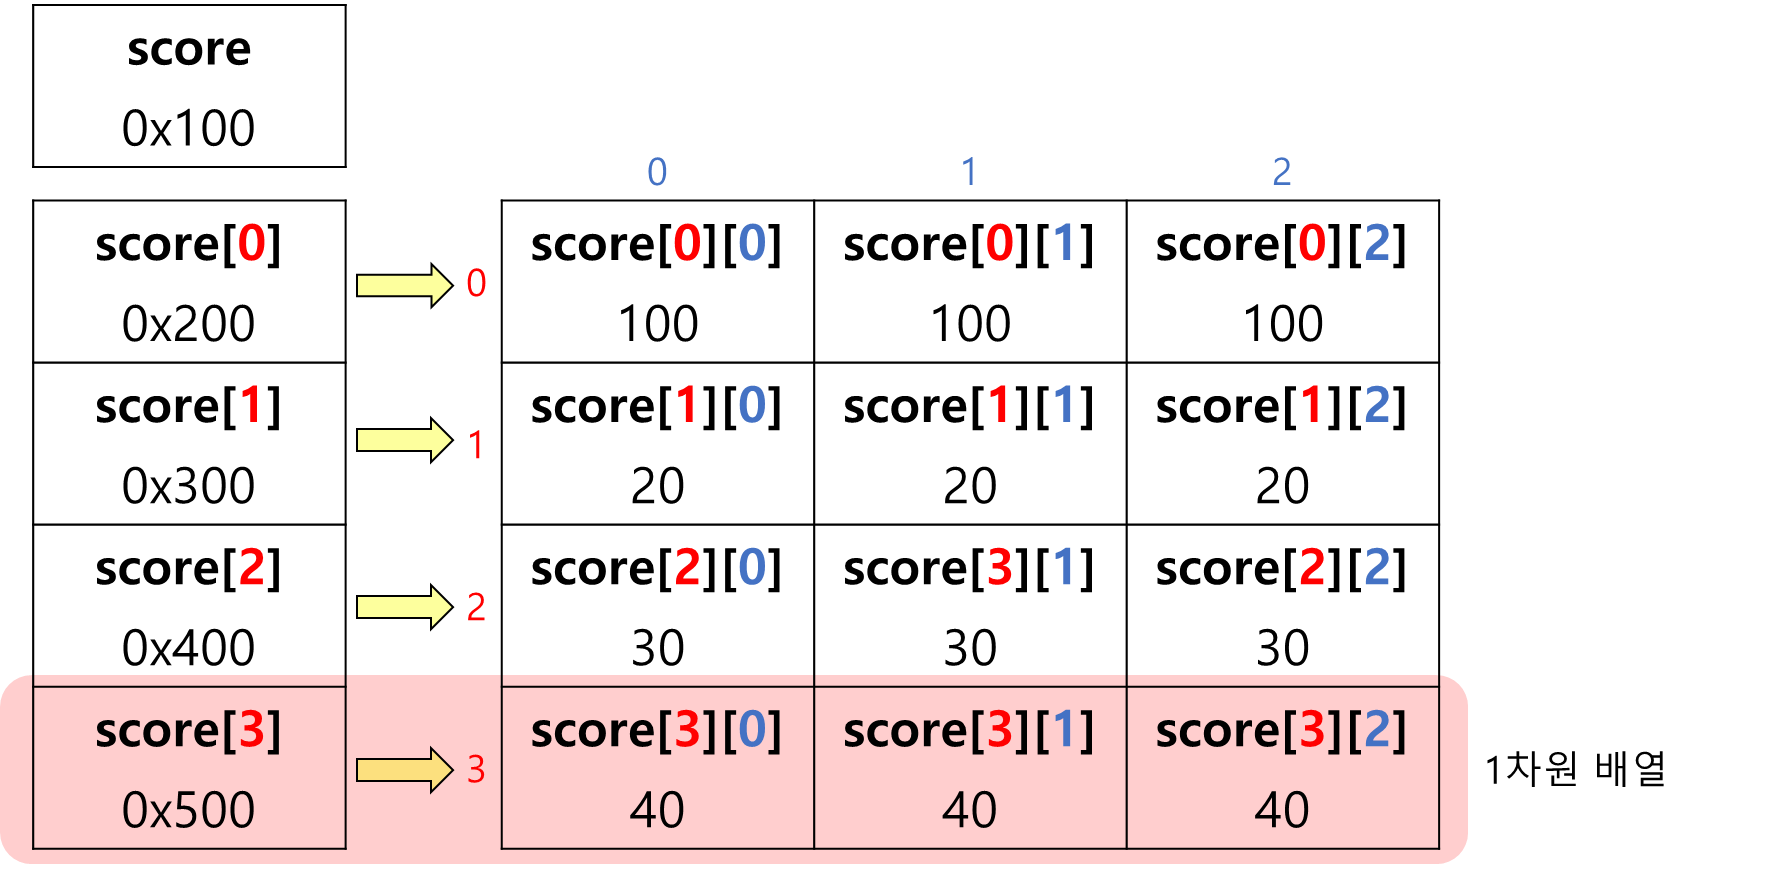 score
0x100
0 1 2
score[0] score[0][0] score[0][1] score[0][2]
0
0x200 100 100 100
score[1] score[1][0] score[1][1] score[1][2]
1
0x300 20 20 20
score[2] score[2][0] score[3][1] score[2][2]
2
0x400 30 30 30
score[3] score[3][0] score[3][1] score[3][2]
3 1차원 배열
0x500 40 40 40